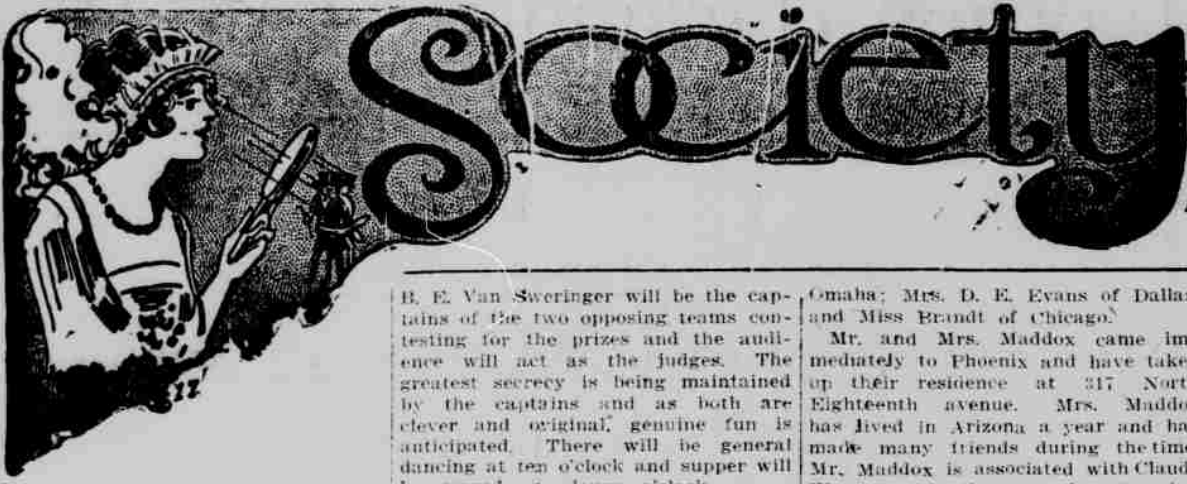 Society
B. E. Van Sweringer will be the cap-
tains of the two opposing teams con-
testing for the prizes and the audi-
ence will act as the judges. The
greatest secrecy is being maintained
by the captains and as both are
clever and original, genuine fun is
anticipated. There will be general
dancing at ten o'clock and supper will
Omaha; Mrs. D. E. Evans of Dallas
and Miss Brandt of Chicago.
Mr. and Mrs. Maddox came im-
mediately to Phoenix and have take
up their residence at 317 Nort
Eighteenth avenue. Mrs. Maddo
has lived in Arizona a year and ha
made many friends during the time
Mr. Maddox is associated with Claud